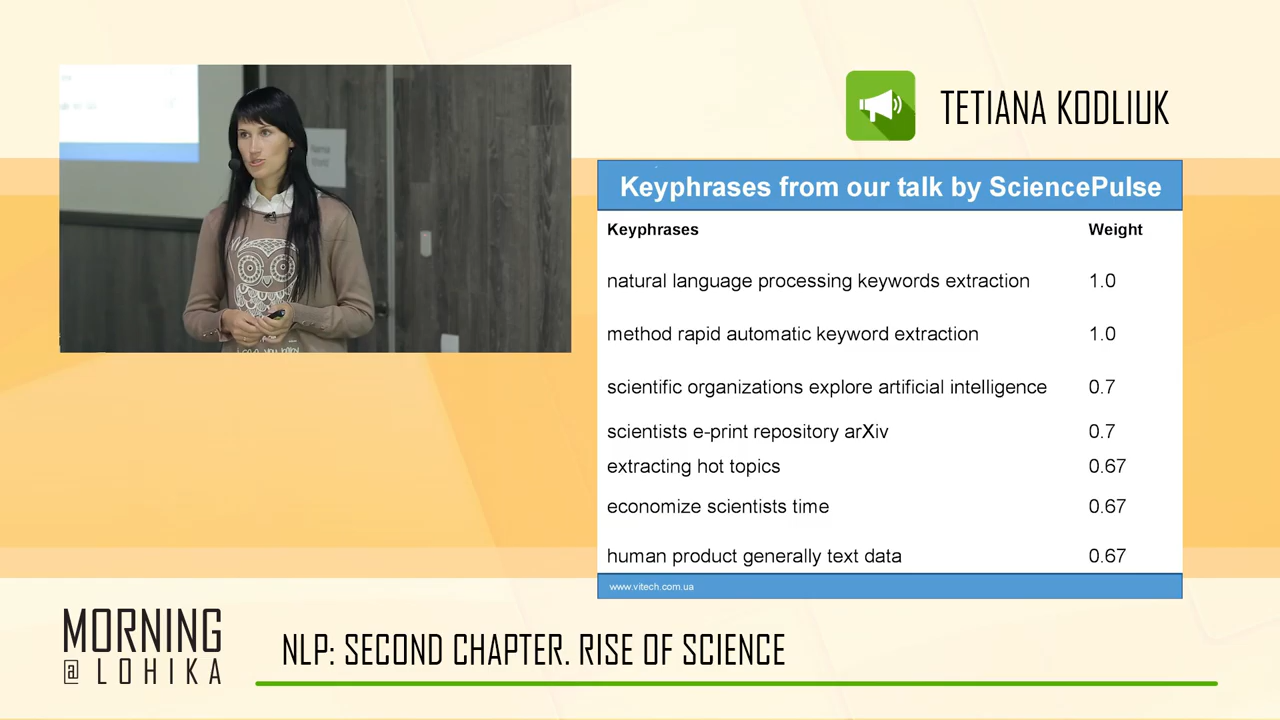 TETIANA KODLIUK
Keyphrases from our talk by SciencePulse
Keyphrases Weight
natural language processing keywords extraction 1.0
method rapid automatic keyword extraction 1.0
scientific organizations explore artificial intelligence 0.7
scientists e-print repository arXiv 0.7
extracting hot topics 0.67
economize scientists time 0.67
human product generally text data 0.67
www.vitech.com.ua
MORNING
@ LOHIKA
NLP: SECOND CHAPTER. RISE OF SCIENCE